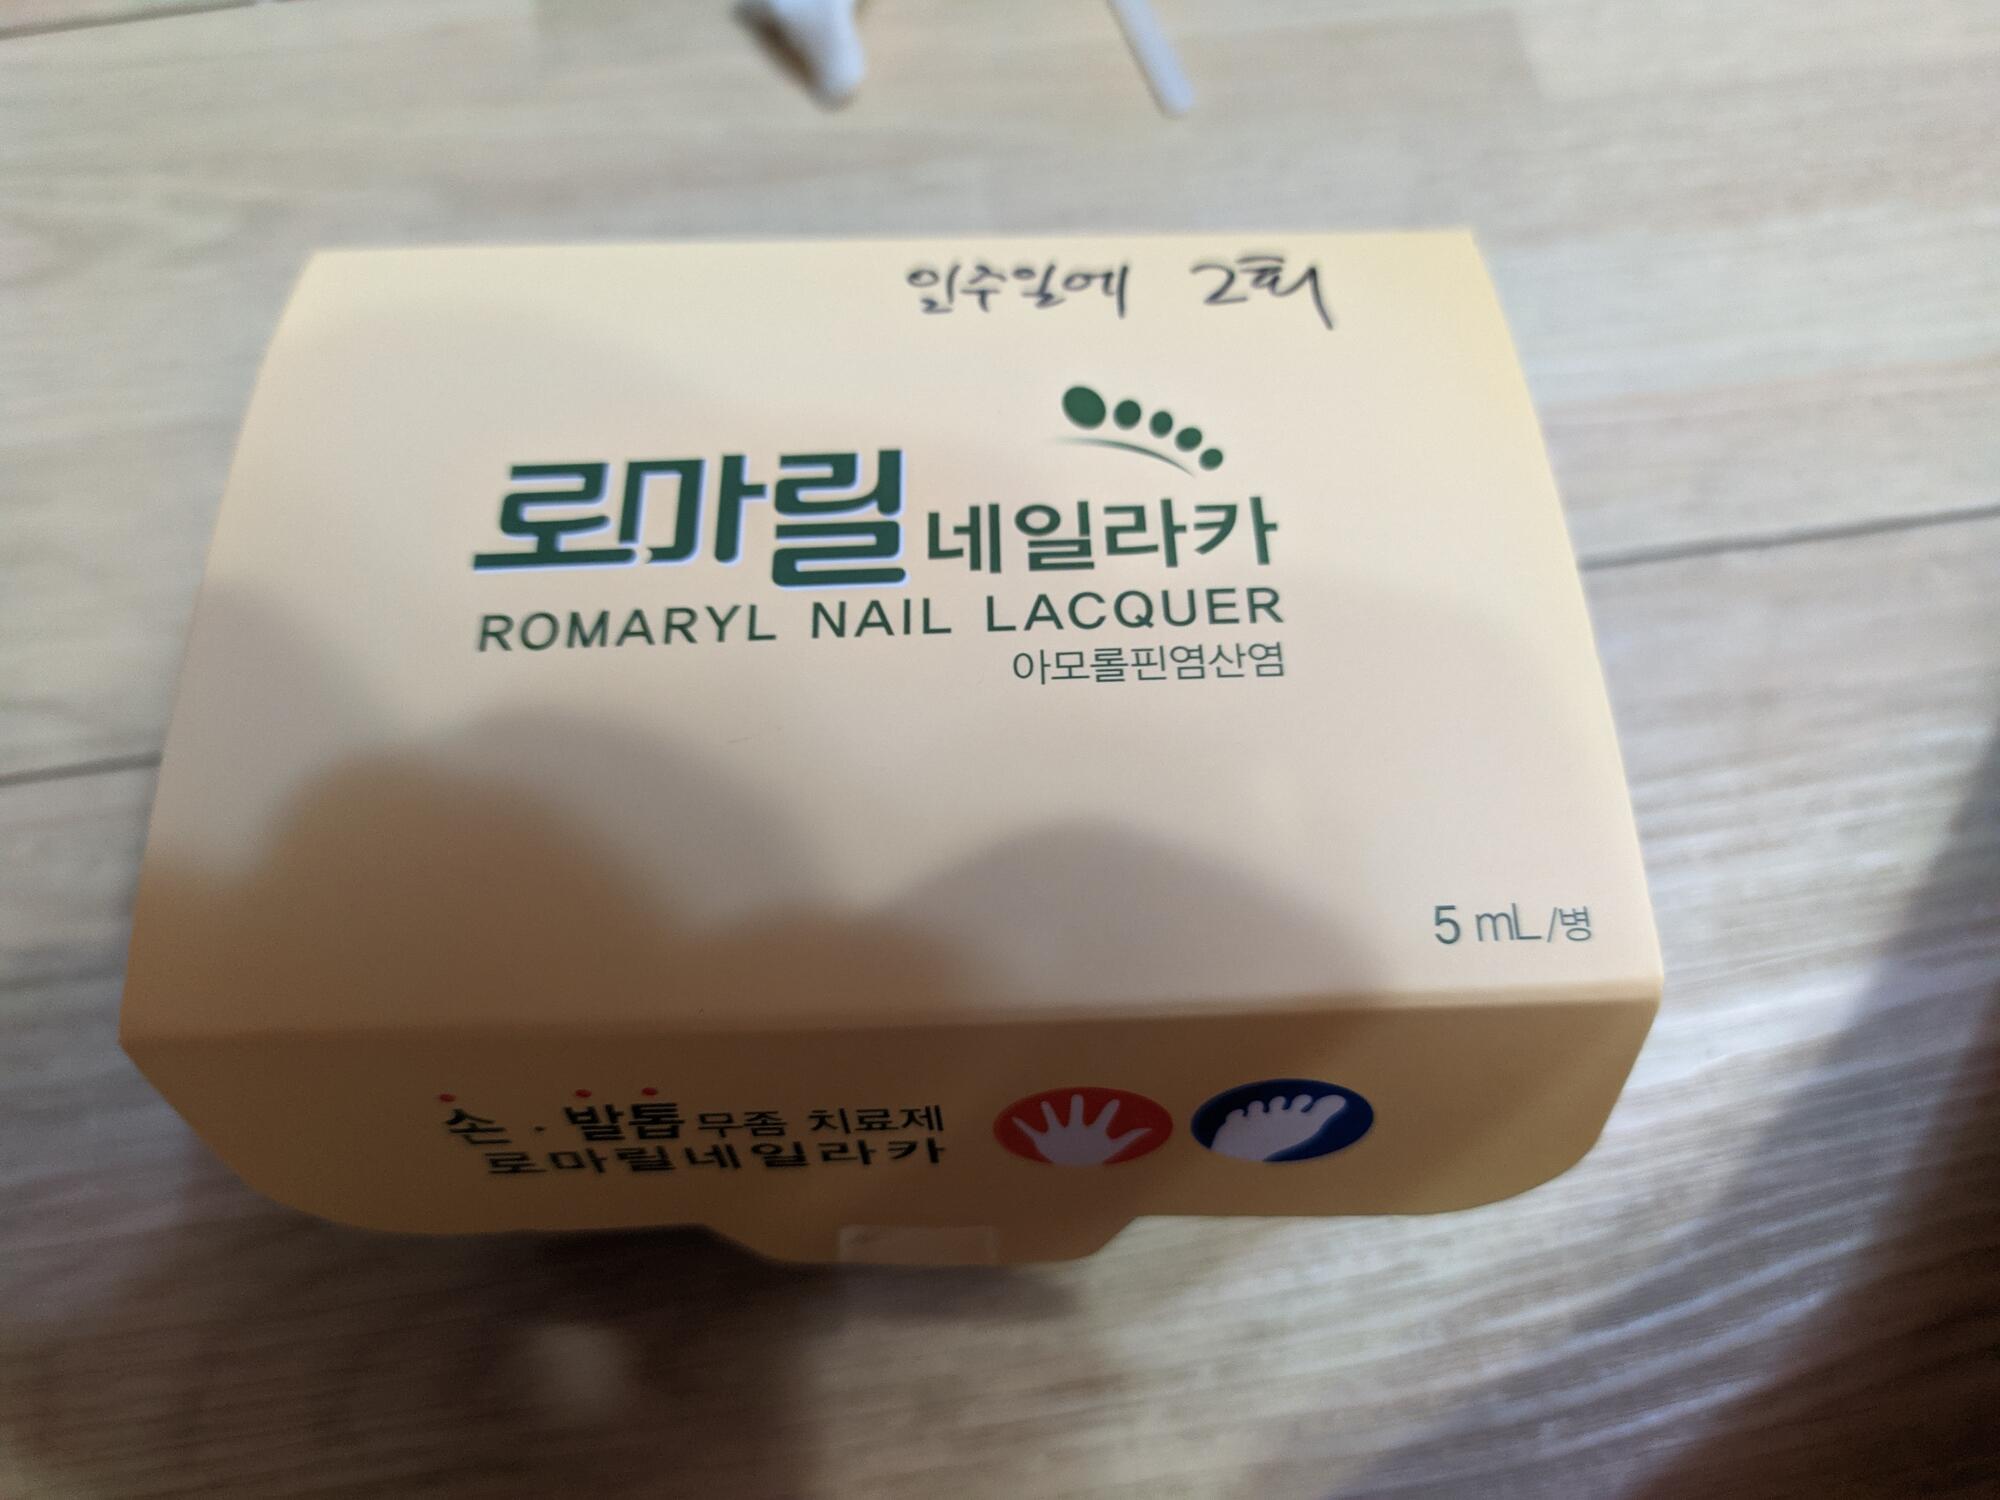 일주일에 2회
로마릴 네일라카
ROMARYL NAIL LACQUER
아모롤핀염산염
5 mL/병
손·발톱 무좀 치료제
로마릴네일라카